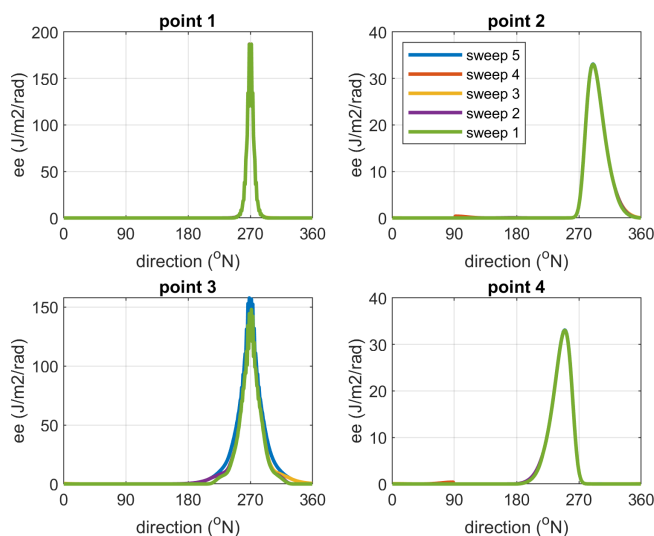 point 1
200
150
100
50
0
ee (J/m2/rad)
0 90 180 270 360
direction (°N)
point 2
40
30
20
10
0
ee (J/m2/rad)
sweep 5
sweep 4
sweep 3
sweep 2
sweep 1
0 90 180 270 360
direction (°N)
point 3
150
100
50
0
ee (J/m2/rad)
0 90 180 270 360
direction (°N)
point 4
40
30
20
10
0
ee (J/m2/rad)
0 90 180 270 360
direction (°N)